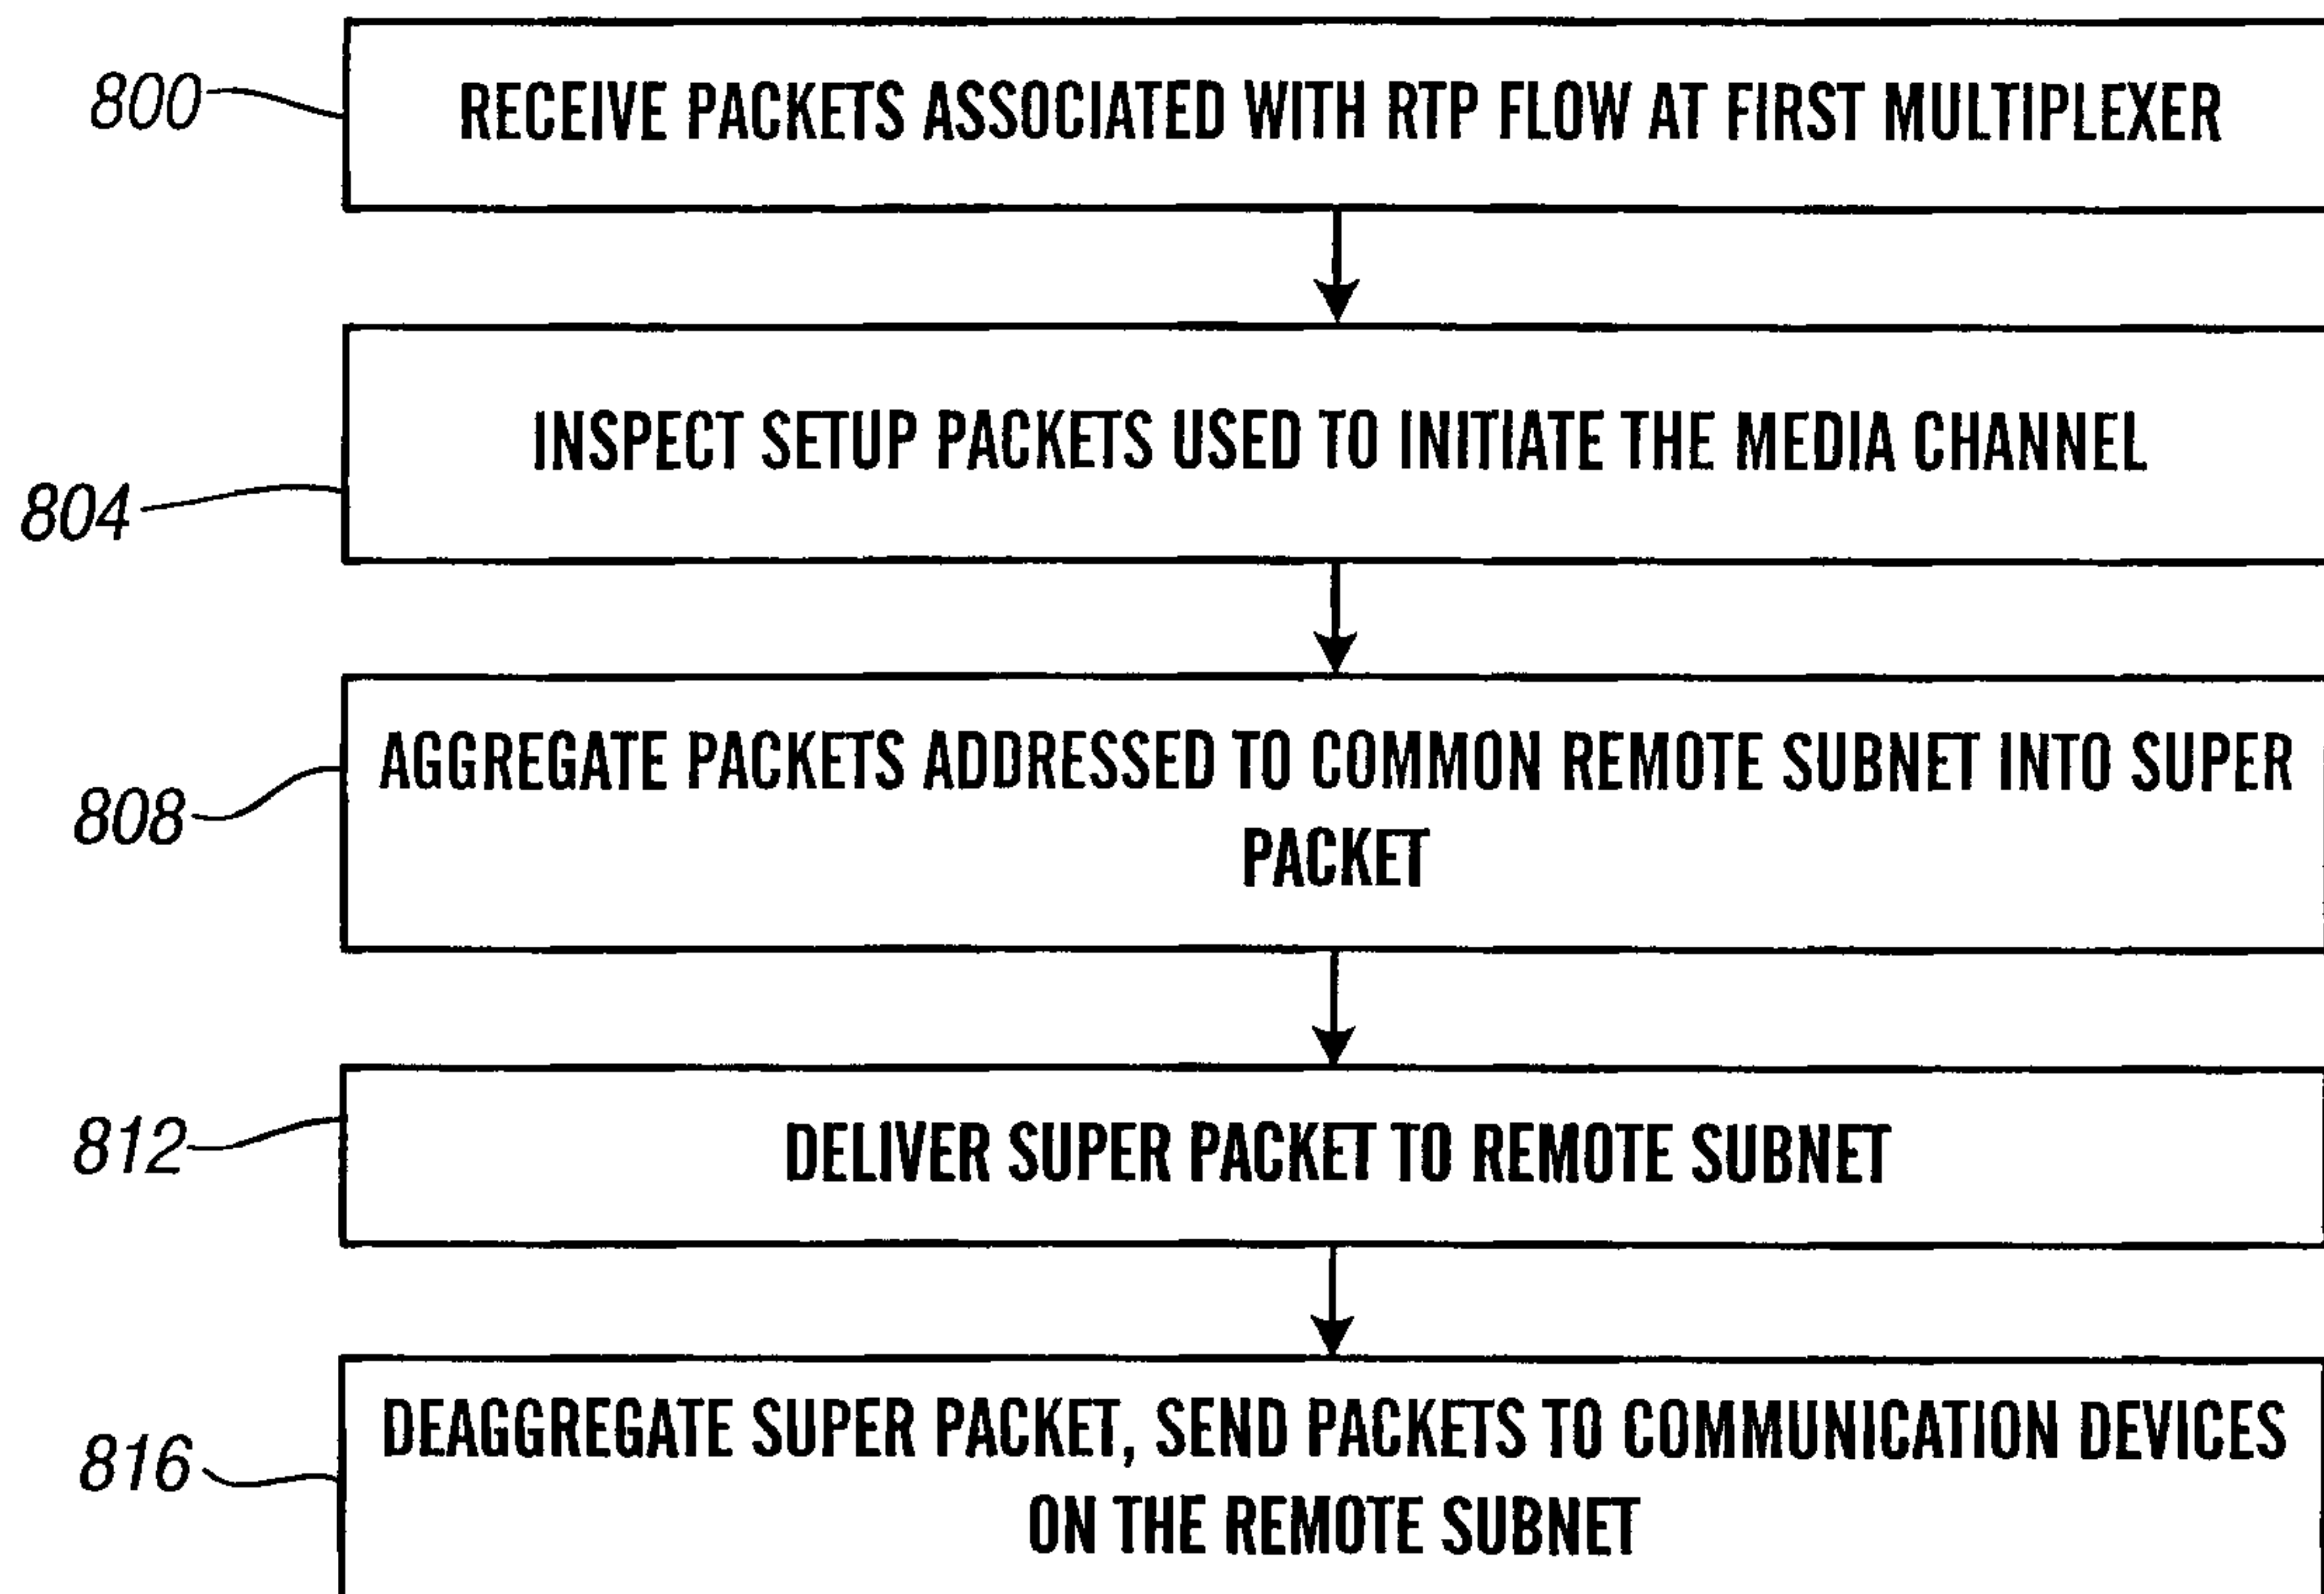 800
RECEIVE PACKETS ASSOCIATED WITH RTP FLOW AT FIRST MULTIPLEXER
INSPECT SETUP PACKETS USED TO INITIATE THE MEDIA CHANNEL
804
AGGREGATE PACKETS ADDRESSED TO COMMON REMOTE SUBNET INTO SUPER
PACKET
808
812
DELIVER SUPER PACKET TO REMOTE SUBNET
DEAGGREGATE SUPER PACKET, SEND PACKETS TO COMMUNICATION DEVICES
ON THE REMOTE SUBNET
816